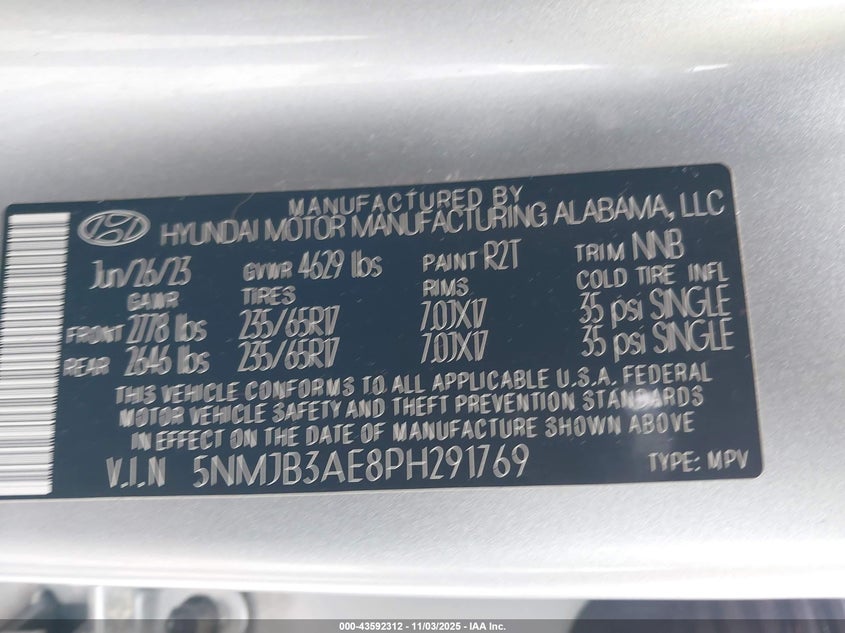 MANUFACTURED BY
HYUNDAI MOTOR MANUFACTURING ALABAMA, LLC
Jun/26/23 GVWR 4629 lbs PAINT R2T TRIM NNB
GAWR TIRES RIMS COLD TIRE INFL
FRONT 2778 lbs 235/65R17 7.0JX17 35 psi SINGLE
REAR 2646 lbs 235/65R17 7.0JX17 35 psi SINGLE
THIS VEHICLE CONFORMS TO ALL APPLICABLE U.S.A. FEDERAL
MOTOR VEHICLE SAFETY AND THEFT PREVENTION STANDARDS
IN EFFECT ON THE DATE OF MANUFACTURE SHOWN ABOVE
V.I.N 5NMJB3AE8PH291769 TYPE: MPV
000-43592312 - 11/03/2025 - IAA Inc.